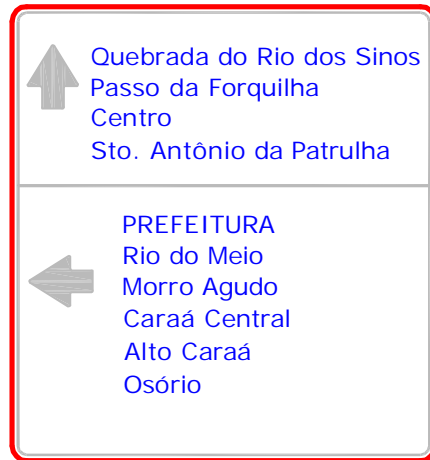 Quebrada do Rio dos Sinos
Passo da Forquilha
Centro
Sto. Antônio da Patrulha
PREFEITURA
Rio do Meio
Morro Agudo
Caraá Central
Alto Caraá
Osório